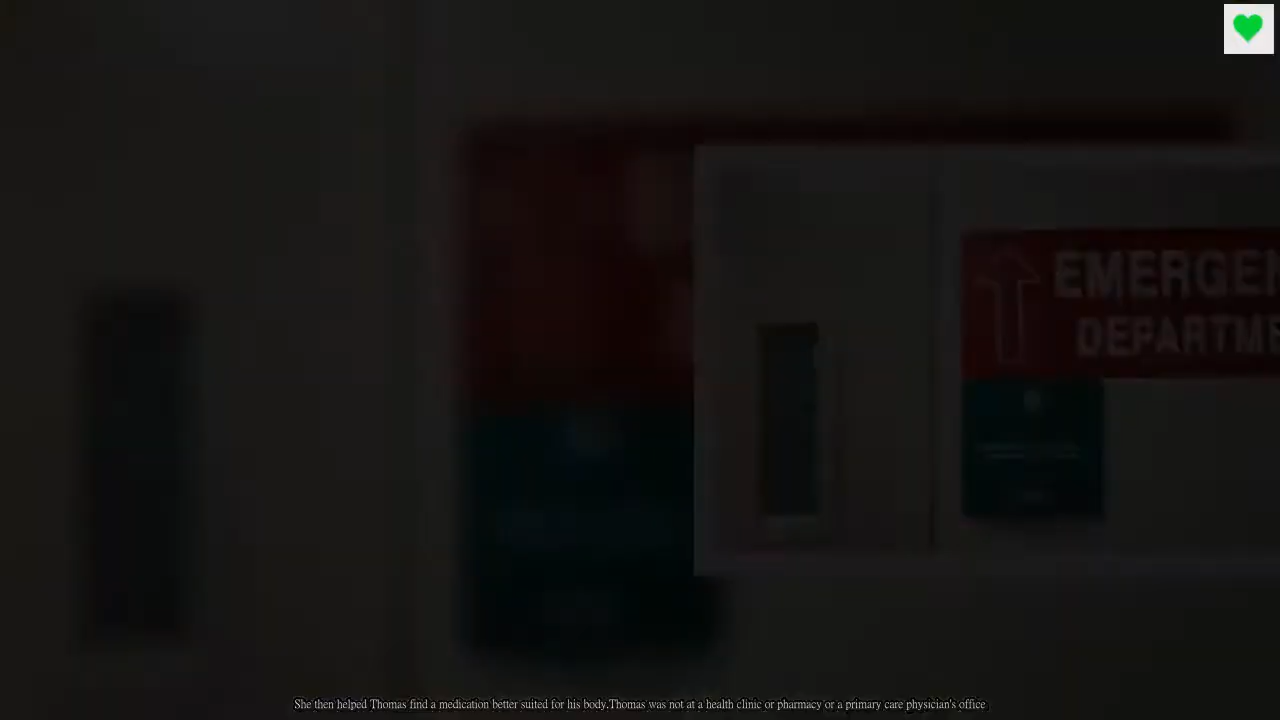 EMERGEN
DEPARTME
She then helped Thomas find a medication better suited for his body.Thomas was not at a health clinic or pharmacy or a primary care physician's office